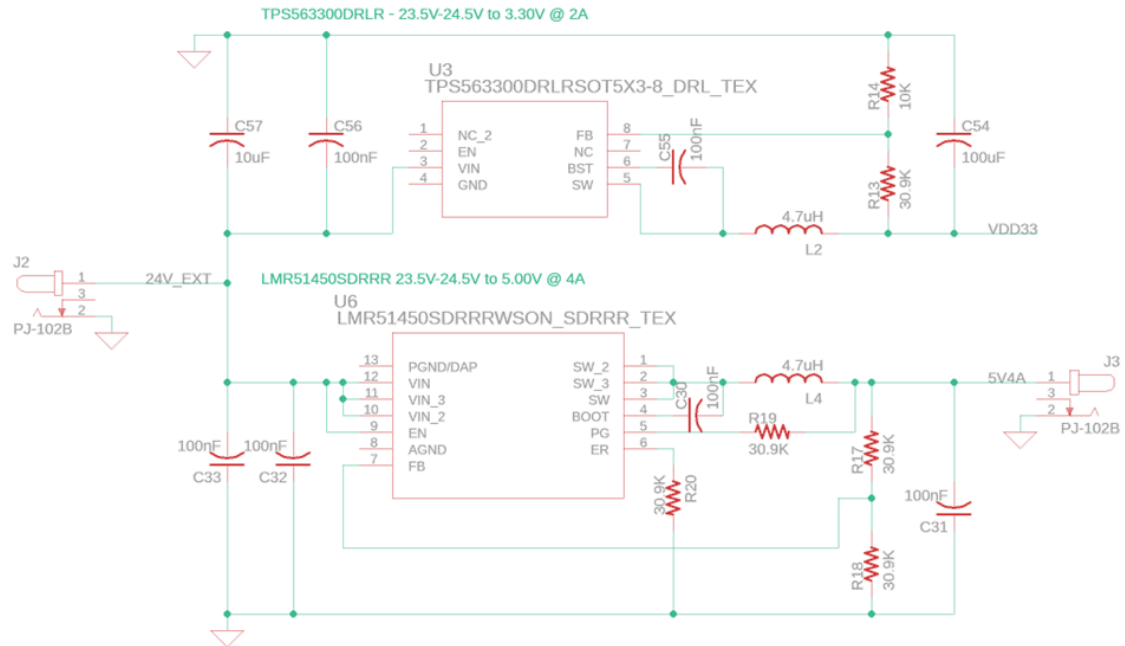 TPS563300DRLR - 23.5V-24.5V to 3.30V @ 2A
U3
TPS563300DRLRSOT5X3-8_DRL_TEX
C57
10uF
C56
100nF
1 NC_2
2 EN
3 VIN
4 GND
FB 8
NC 7
BST 6
SW 5
C55
100nF
R14
10K
R13
30.9K
C54
100uF
4.7uH
L2
VDD33
J2
1
3
2
PJ-102B
24V_EXT
LMR51450SDRRR 23.5V-24.5V to 5.00V @ 4A
U6
LMR51450SDRRRWSON_SDRRR_TEX
13 PGND/DAP
12 VIN
11 VIN_3
10 VIN_2
9 EN
8 AGND
7 FB
SW_2 1
SW_3 2
SW 3
BOOT 4
PG 5
ER 6
C30
100nF
4.7uH
L4
R19
30.9K
30.9K
R20
R17
30.9K
R18
30.9K
100nF
C33
100nF
C32
100nF
C31
5V4A
J3
1
3
2
PJ-102B